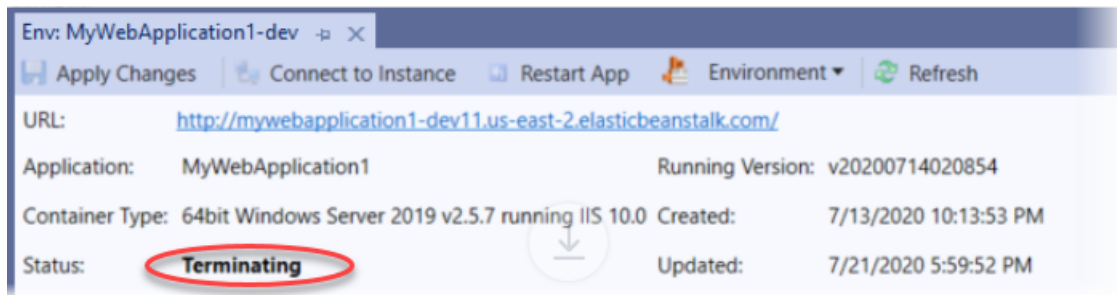 Env: MyWebApplication1-dev
Apply Changes Connect to Instance Restart App Environment Refresh
URL: http://mywebapplication1-dev11.us-east-2.elasticbeanstalk.com/
Application: MyWebApplication1 Running Version: v20200714020854
Container Type: 64bit Windows Server 2019 v2.5.7 running IIS 10.0 Created: 7/13/2020 10:13:53 PM
Status: Terminating Updated: 7/21/2020 5:59:52 PM